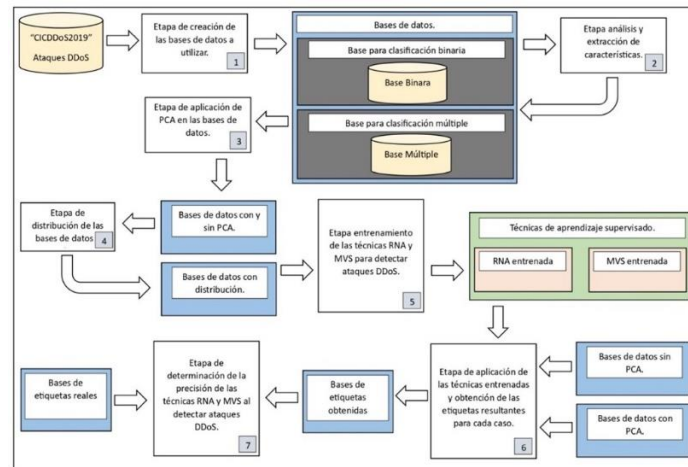 "CICDDoS2019"
Ataques DDoS
Etapa de creación de
las bases de datos a
utilizar.
1
Bases de datos.
Base para clasificación binaria
Base Binara
Base para clasificación múltiple
Base Múltiple
Etapa análisis y
extracción de
características.
2
Etapa de aplicación de
PCA en las bases de
datos.
3
Etapa de
distribución de las
bases de datos
4
Bases de datos con y
sin PCA.
Bases de datos con
distribución.
Etapa entrenamiento
de las técnicas RNA y
MVS para detectar
ataques DDoS.
5
Técnicas de aprendizaje supervisado.
RNA entrenada
MVS entrenada
Bases de
etiquetas reales
Etapa de
determinación de la
precisión de las
técnicas RNA y MVS al
detectar ataques
DDoS.
7
Bases de
etiquetas obtenidas
Etapa de aplicación de
las técnicas entrenadas
y obtención de las
etiquetas resultantes
para cada caso.
6
Bases de datos sin
PCA.
Bases de datos con
PCA.